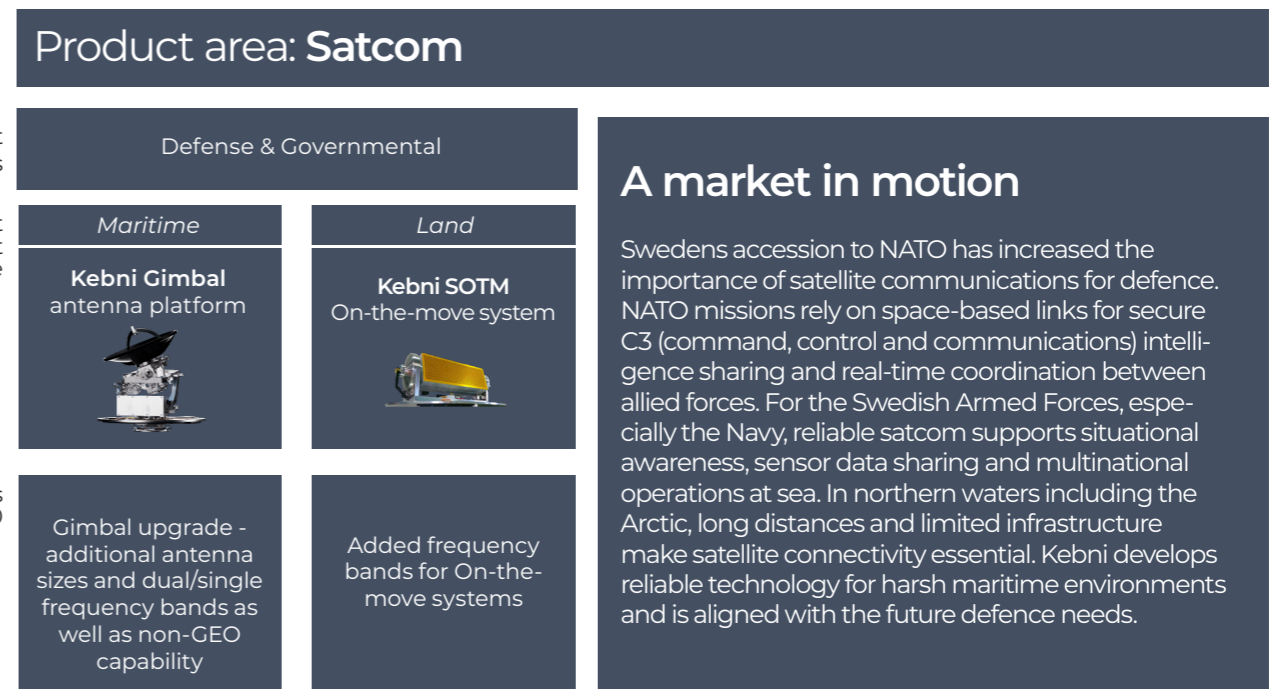 Product area: Satcom
Defense & Governmental
Maritime
Kebni Gimbal
antenna platform
Land
Kebni SOTM
On-the-move system
Gimbal upgrade -
additional antenna
sizes and dual/single
frequency bands as
well as non-GEO
capability
Added frequency
bands for On-the-
move systems
A market in motion
Swedens accession to NATO has increased the
importance of satellite communications for defence.
NATO missions rely on space-based links for secure
C3 (command, control and communications) intelli-
gence sharing and real-time coordination between
allied forces. For the Swedish Armed Forces, espe-
cially the Navy, reliable satcom supports situational
awareness, sensor data sharing and multinational
operations at sea. In northern waters including the
Arctic, long distances and limited infrastructure
make satellite connectivity essential. Kebni develops
reliable technology for harsh maritime environments
and is aligned with the future defence needs.